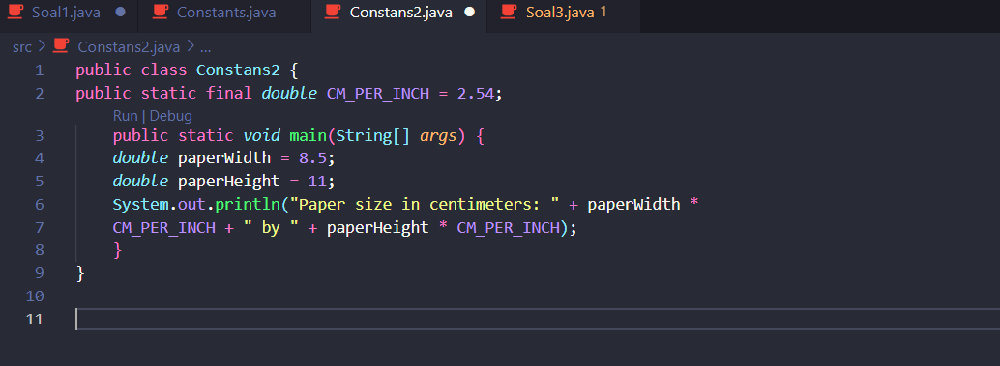 Soal1.java Constants.java Constans2.java Soal3.java 1
src > Constans2.java > ...
1 public class Constans2 {
2 public static final double CM_PER_INCH = 2.54;
Run | Debug
3 public static void main(String[] args) {
4 double paperWidth = 8.5;
5 double paperHeight = 11;
6 System.out.println("Paper size in centimeters: " + paperWidth *
7 CM_PER_INCH + " by " + paperHeight * CM_PER_INCH);
8 }
9 }
10
11